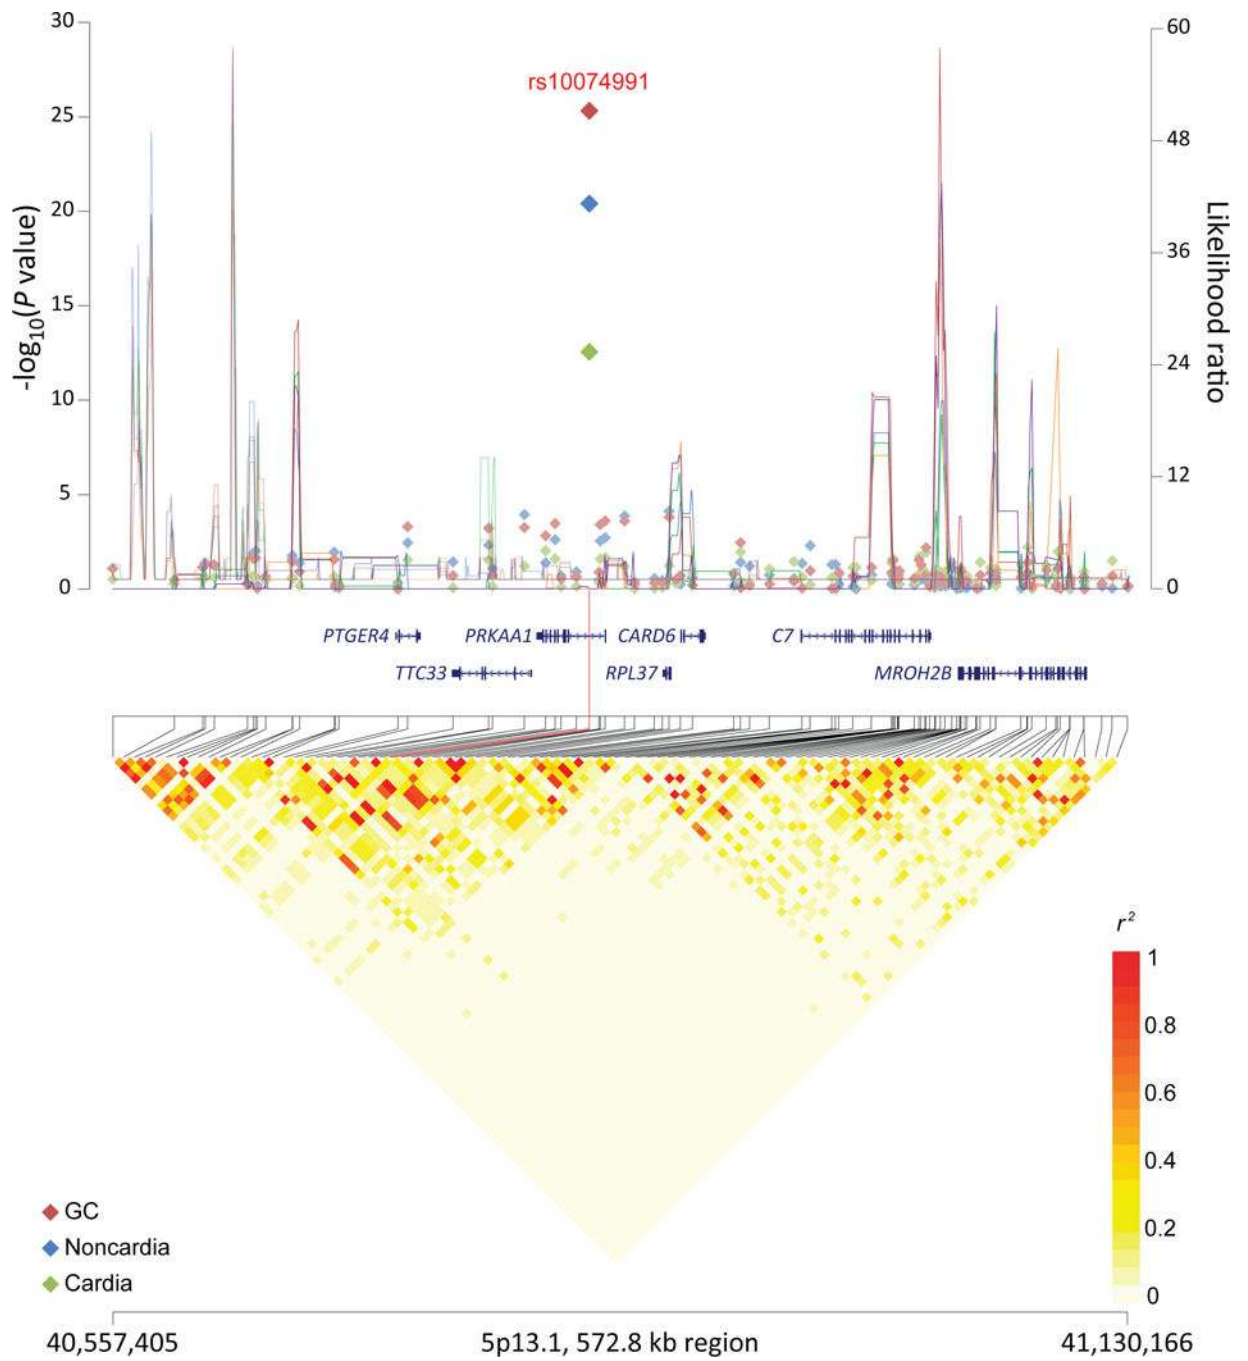 30
60
rs10074991
25
48
20
36
15
24
10
12
5
0
0
-log10(P value)
Likelihood ratio
PTGER4
PRKAA1
CARD6
C7
TTC33
RPL37
MROH2B
r²
1
0.8
0.6
0.4
0.2
0
GC
Noncardia
Cardia
40,557,405
5p13.1, 572.8 kb region
41,130,166